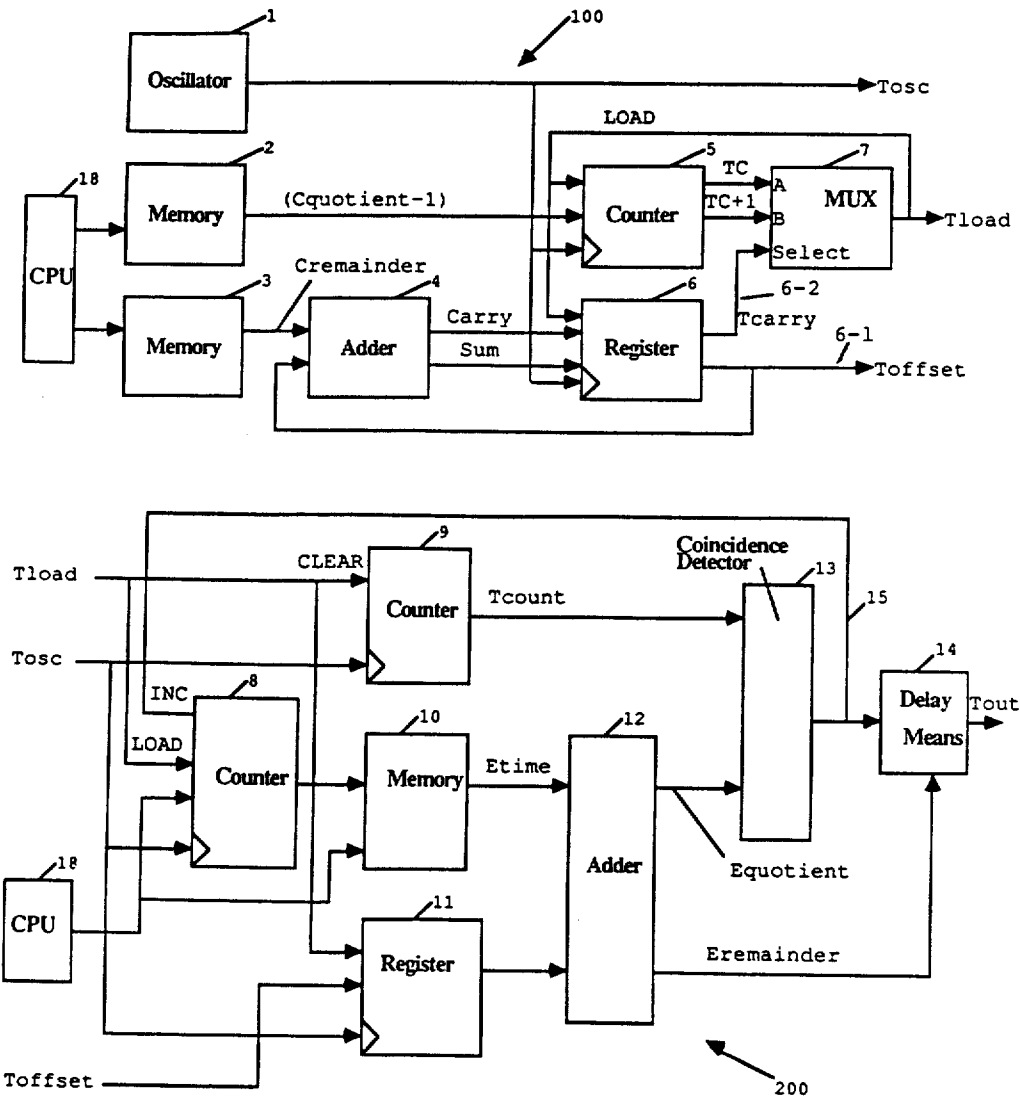 1
100
Oscillator
Tosc
LOAD
2
5
7
18
TC
A
MUX
Memory
(Cquotient-1)
Counter
TC+1
B
Tload
CPU
Select
Cremainder
3
4
6
6-2
Carry
Tcarry
Memory
Adder
Sum
Register
6-1
Toffset
9
Coincidence
Detector
13
CLEAR
Tload
Counter
Tcount
15
Tosc
14
INC
8
10
12
Delay
Tout
LOAD
Means
Counter
Memory
Etime
18
Adder
Equotient
CPU
11
Register
Eremainder
Toffset
200